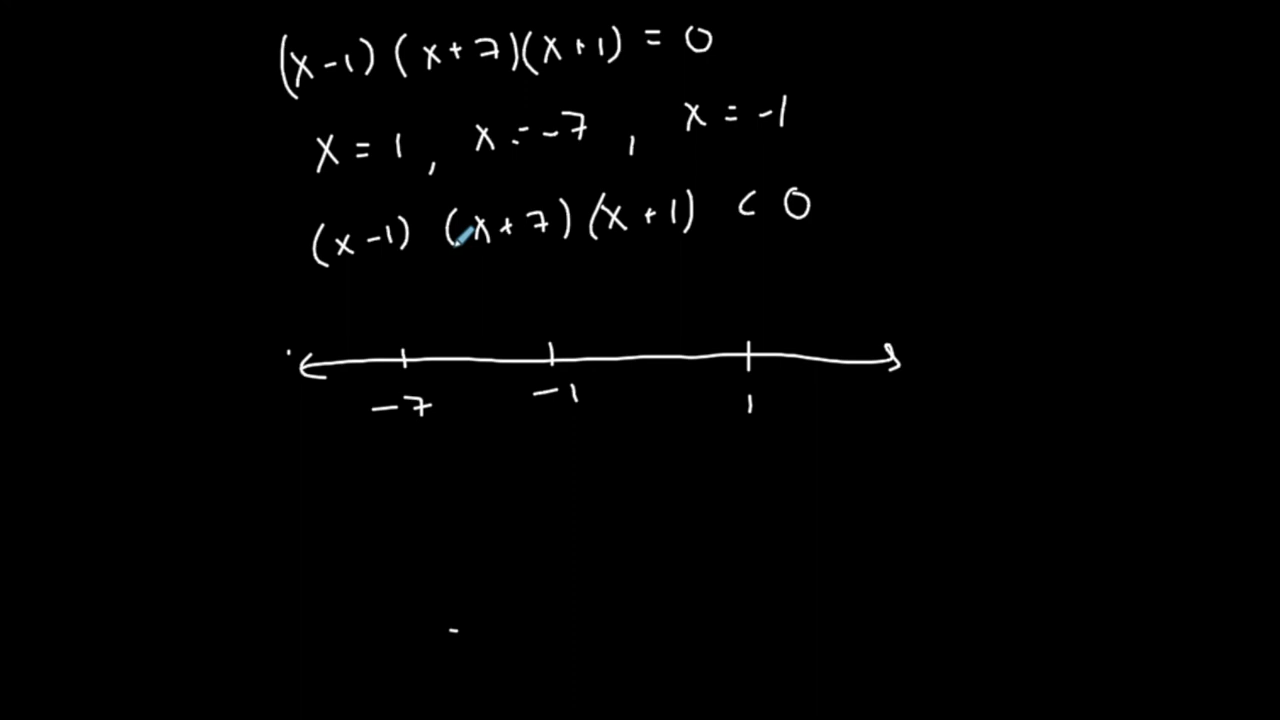 (x-1) (x+7)(x+1) = 0
x = 1, x = -7, x = -1
(x-1) (x+7) (x+1) < 0
-7 -1 1